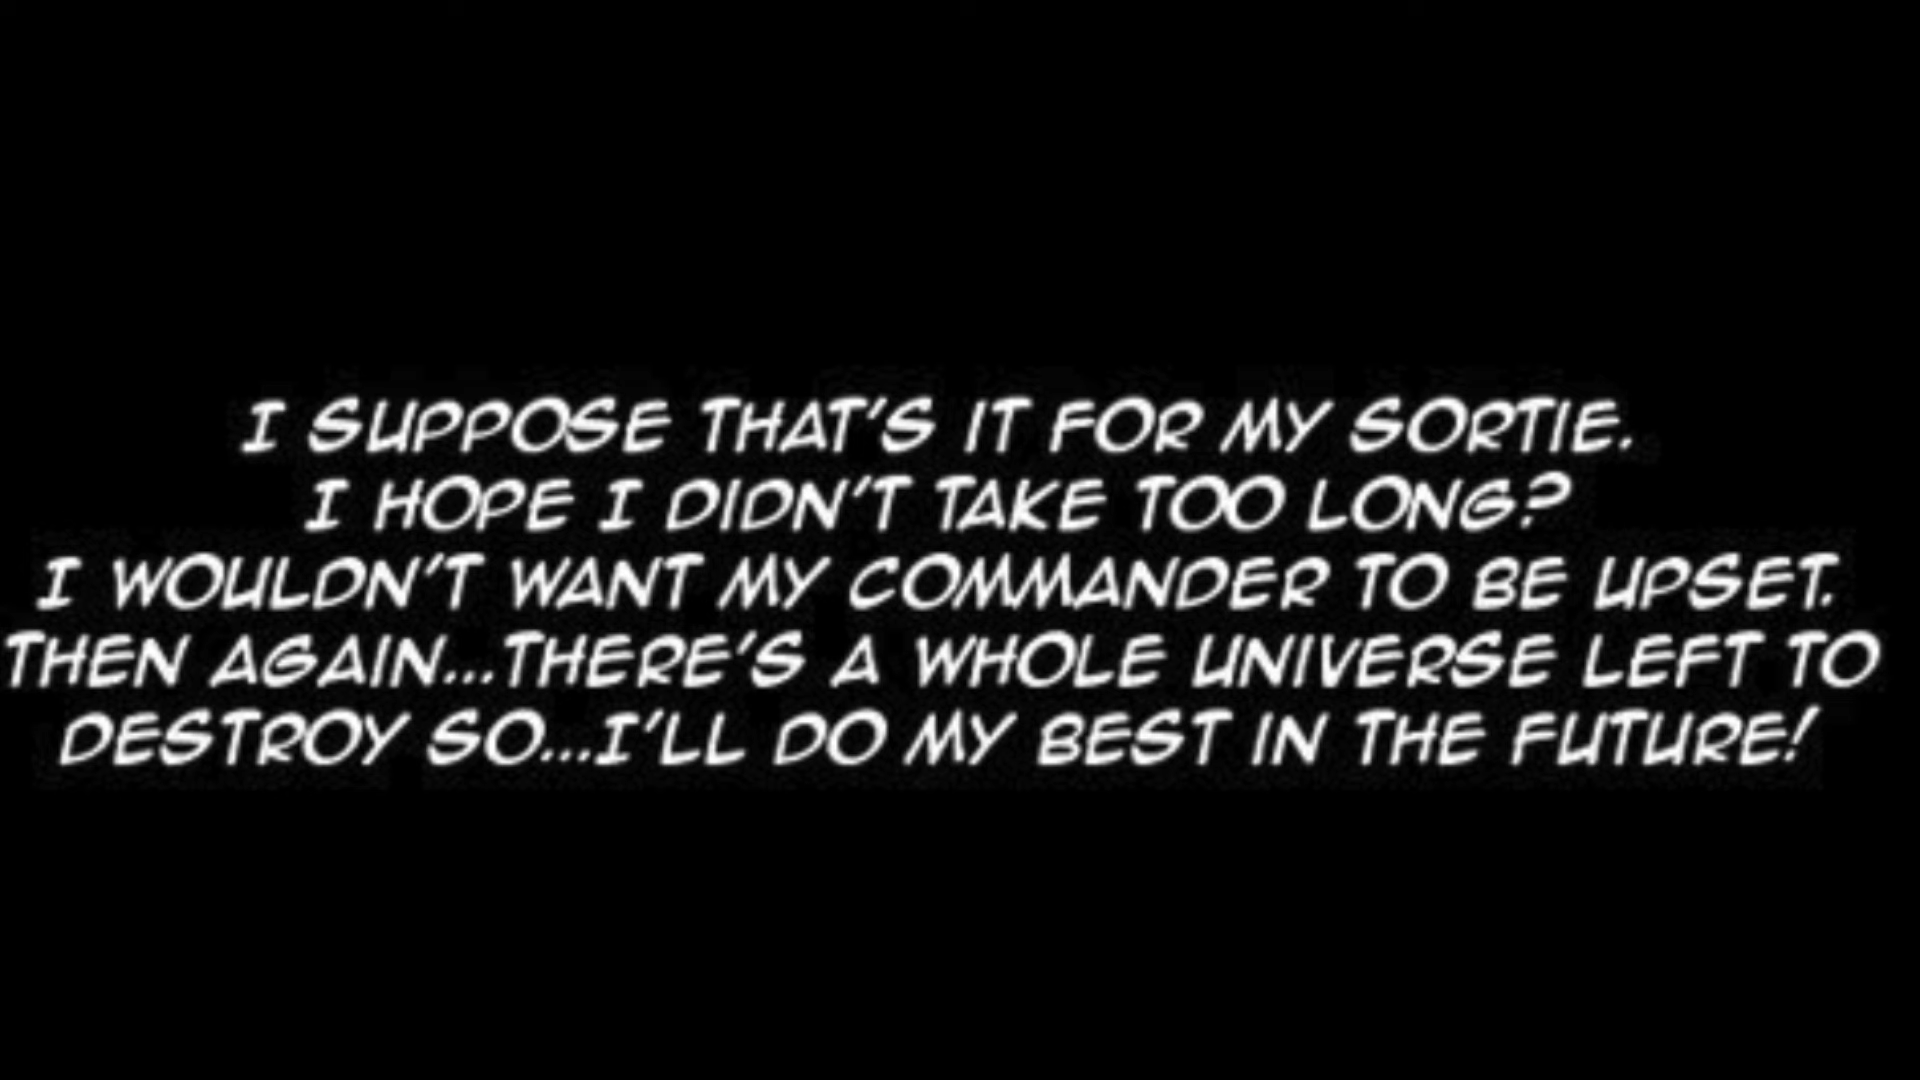 I SUPPOSE THAT'S IT FOR MY SORTIE.
I HOPE I DIDN'T TAKE TOO LONG?
I WOULDN'T WANT MY COMMANDER TO BE UPSET.
THEN AGAIN...THERE'S A WHOLE UNIVERSE LEFT TO
DESTROY SO...I'LL DO MY BEST IN THE FUTURE!